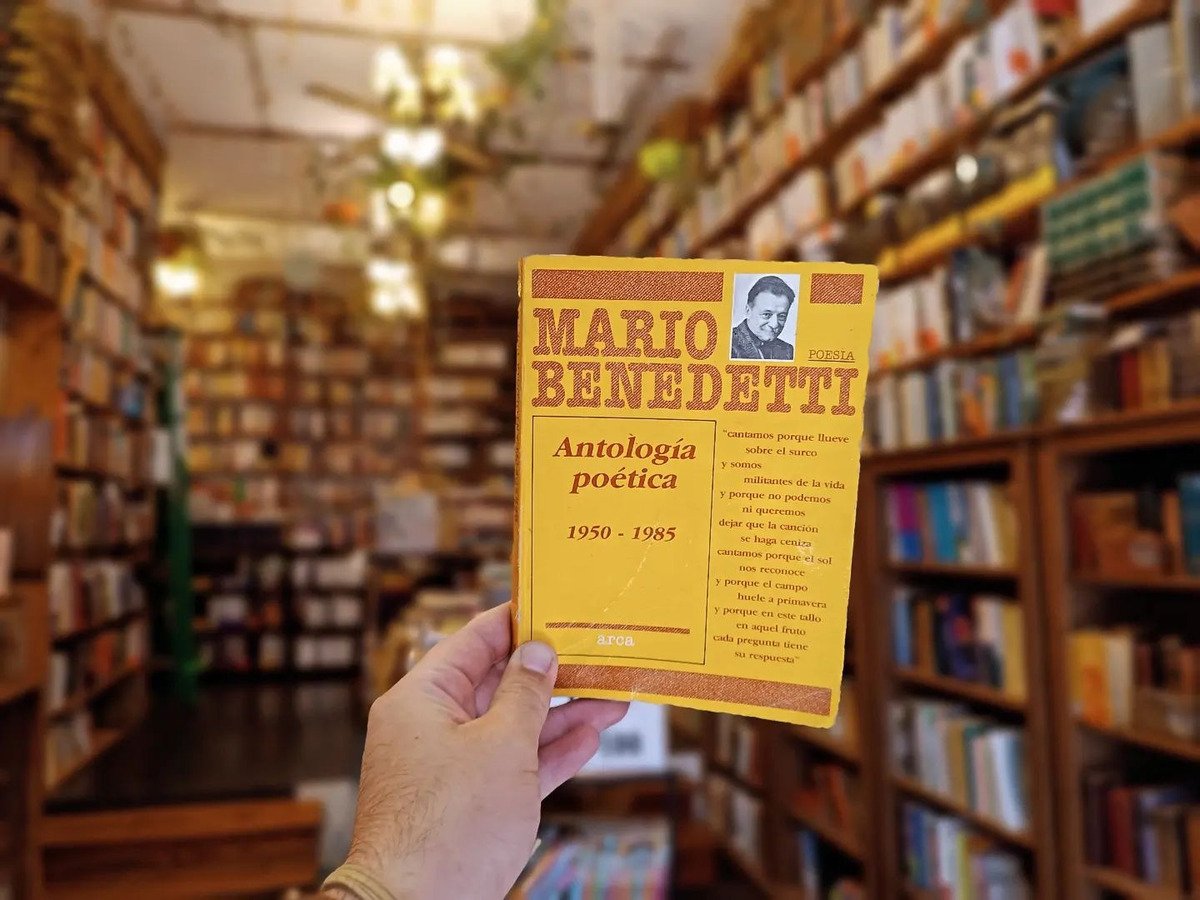 MARIO
BENEDETTI
POESÍA
Antología
poética
1950 - 1985
arca
"cantamos porque llueve
sobre el surco
y somos
militantes de la vida
y porque no podemos
ni queremos
dejar que la canción
se haga ceniza
cantamos porque el sol
nos reconoce
y porque el campo
huele a primavera
y porque en este tallo
en aquel fruto
cada pregunta tiene
su respuesta"